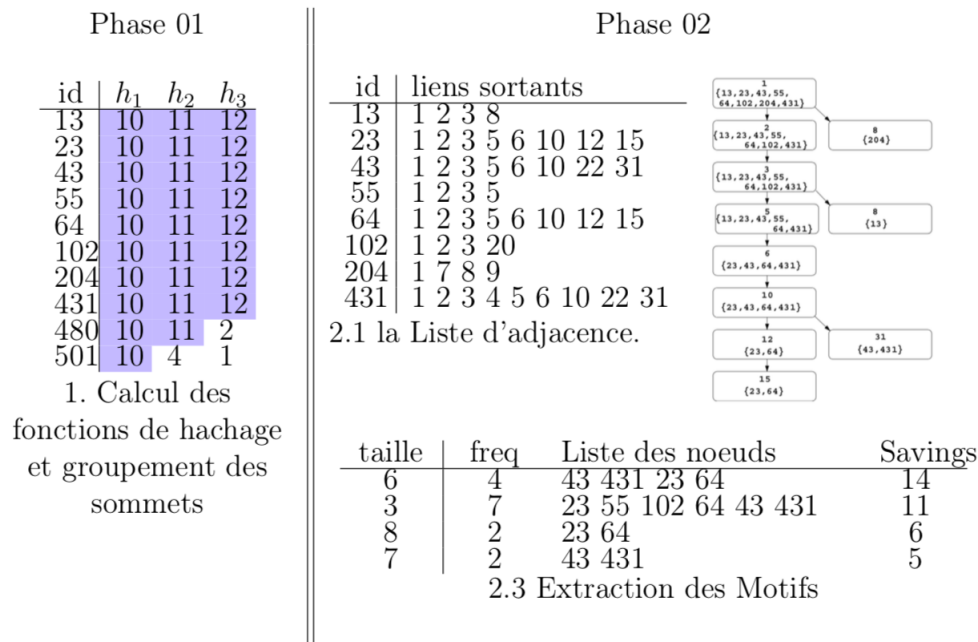 Phase 01
id h1 h2 h3
13 10 11 12
23 10 11 12
43 10 11 12
55 10 11 12
64 10 11 12
102 10 11 12
204 10 11 12
431 10 11 12
480 10 11 2
501 10 4 1
1. Calcul des
fonctions de hachage
et groupement des
sommets
Phase 02
id liens sortants
13 1 2 3 8
23 1 2 3 5 6 10 12 15
43 1 2 3 5 6 10 22 31
55 1 2 3 5
64 1 2 3 5 6 10 12 15
102 1 2 3 20
204 1 7 8 9
431 1 2 3 4 5 6 10 22 31
2.1 la Liste d'adjacence.
1
{13,23,43,55,
64,102,204,431}
2
{13,23,43,55,
64,102,431}
8
{204}
3
{13,23,43,55,
64,102,431}
5
{13,23,43,55,
64,431}
8
{13}
6
{23,43,64,431}
10
{23,43,64,431}
12
{23,64}
31
{43,431}
15
{23,64}
taille freq Liste des noeuds Savings
6 4 43 431 23 64 14
3 7 23 55 102 64 43 431 11
8 2 23 64 6
7 2 43 431 5
2.3 Extraction des Motifs